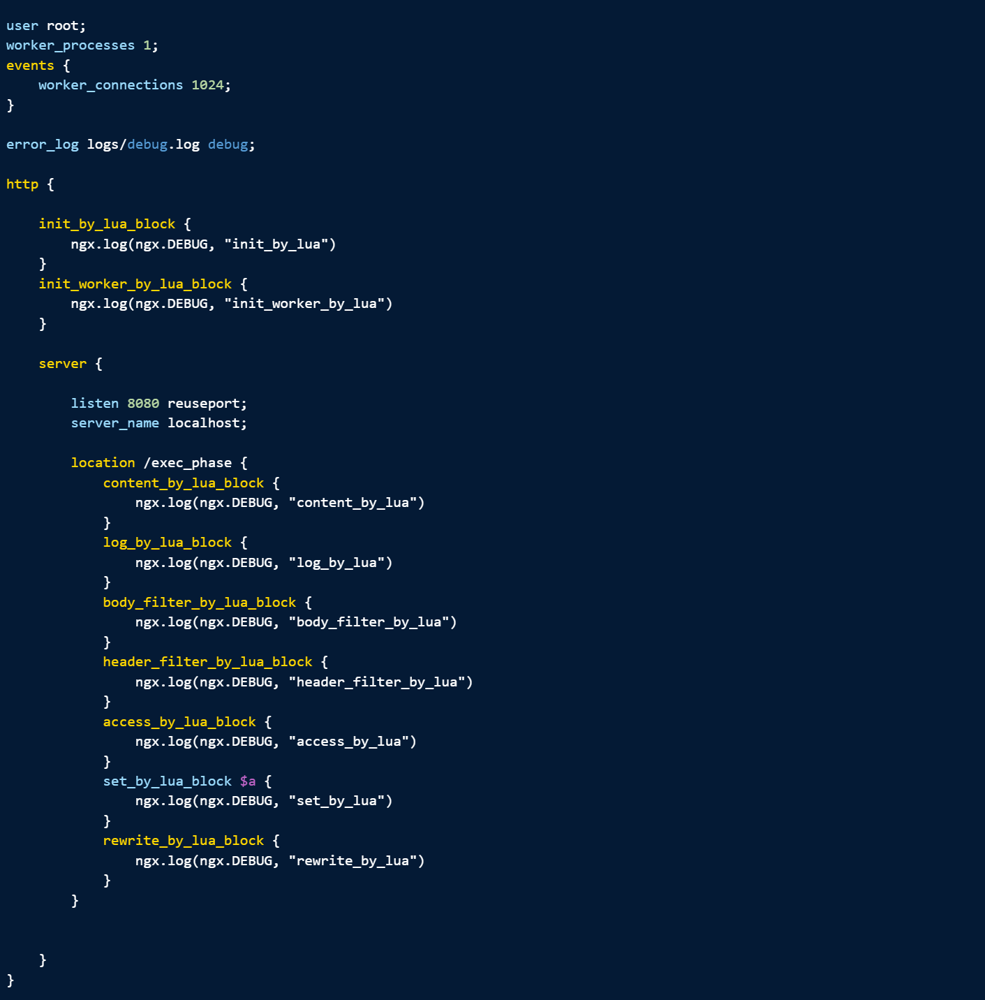 user root;
worker_processes 1;
events {
    worker_connections 1024;
}

error_log logs/debug.log debug;

http {

    init_by_lua_block {
        ngx.log(ngx.DEBUG, "init_by_lua")
    }
    init_worker_by_lua_block {
        ngx.log(ngx.DEBUG, "init_worker_by_lua")
    }

    server {

        listen 8080 reuseport;
        server_name localhost;

        location /exec_phase {
            content_by_lua_block {
                ngx.log(ngx.DEBUG, "content_by_lua")
            }
            log_by_lua_block {
                ngx.log(ngx.DEBUG, "log_by_lua")
            }
            body_filter_by_lua_block {
                ngx.log(ngx.DEBUG, "body_filter_by_lua")
            }
            header_filter_by_lua_block {
                ngx.log(ngx.DEBUG, "header_filter_by_lua")
            }
            access_by_lua_block {
                ngx.log(ngx.DEBUG, "access_by_lua")
            }
            set_by_lua_block $a {
                ngx.log(ngx.DEBUG, "set_by_lua")
            }
            rewrite_by_lua_block {
                ngx.log(ngx.DEBUG, "rewrite_by_lua")
            }
        }


    }
}